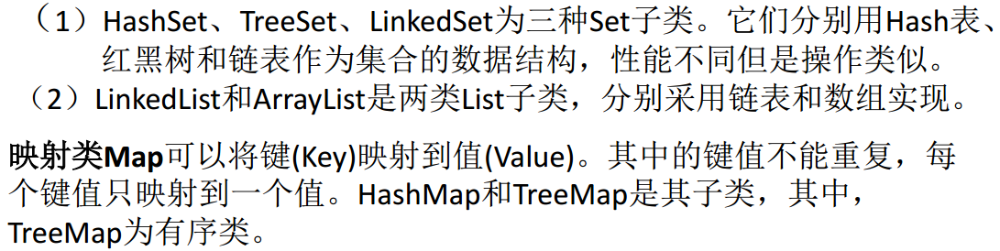 （1）HashSet、TreeSet、LinkedSet为三种Set子类。它们分别用Hash表、
红黑树和链表作为集合的数据结构，性能不同但是操作类似。
（2）LinkedList和ArrayList是两类List子类，分别采用链表和数组实现。
映射类Map可以将键(Key)映射到值(Value)。其中的键值不能重复，每
个键值只映射到一个值。HashMap和TreeMap是其子类，其中，
TreeMap为有序类。